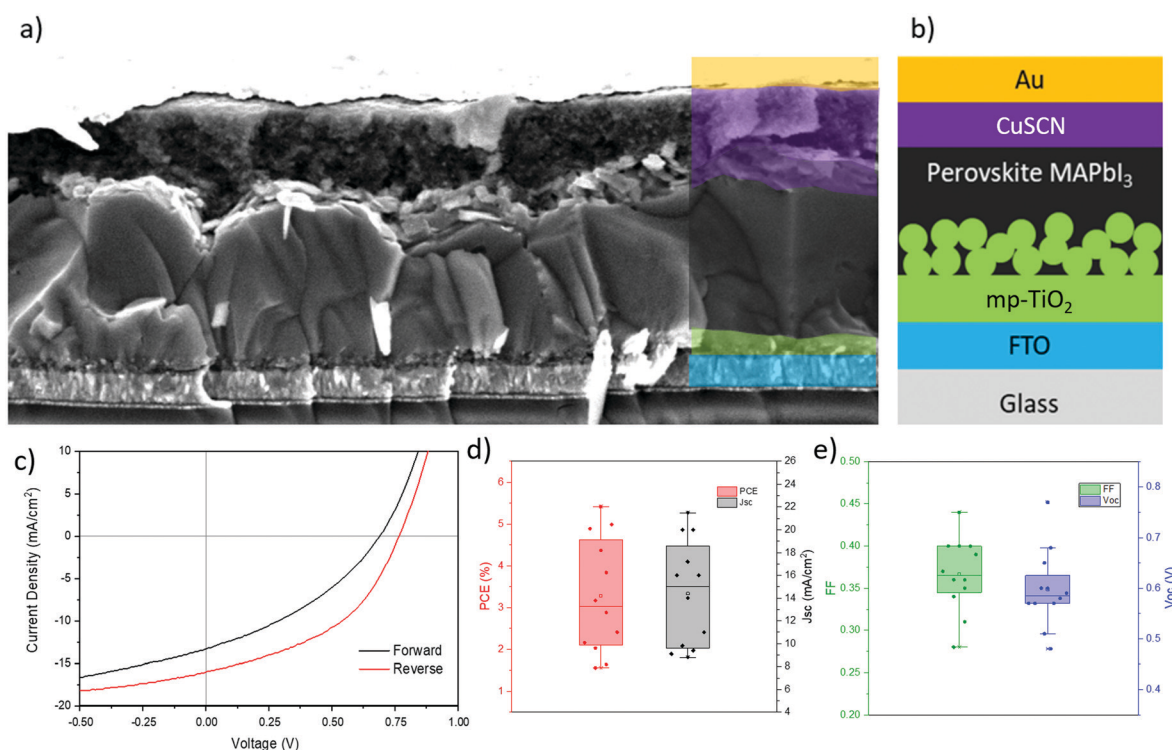 a)
b)
Au
CuSCN
Perovskite MAPbI₃
mp-TiO₂
FTO
Glass
c)
Current Density (mA/cm²)
10
5
0
-5
-10
-15
-20
-0.50
-0.25
0.00
0.25
0.50
0.75
1.00
Voltage (V)
Forward
Reverse
d)
PCE (%)
6
5
4
3
2
1
PCE
Jsc
26
24
22
20
18
16
14
12
10
8
6
4
Jsc (mA/cm²)
e)
FF
0.50
0.45
0.40
0.35
0.30
0.25
0.20
FF
Voc
0.8
0.7
0.6
0.5
0.4
Voc (V)